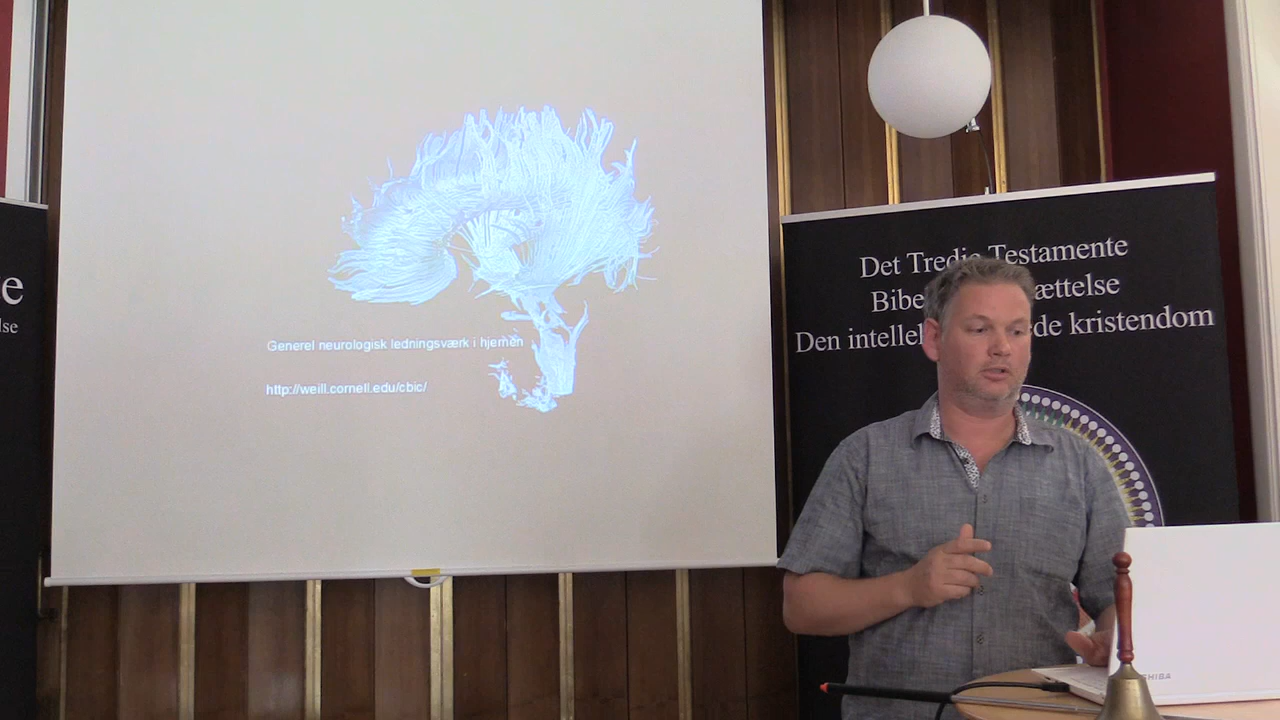 e
lse
Generel neurologisk ledningsværk i hjernen
http://weill.cornell.edu/cbic/
Det Tredje Testamente
Bibe ættelse
Den intellek de kristendom
SHIBA